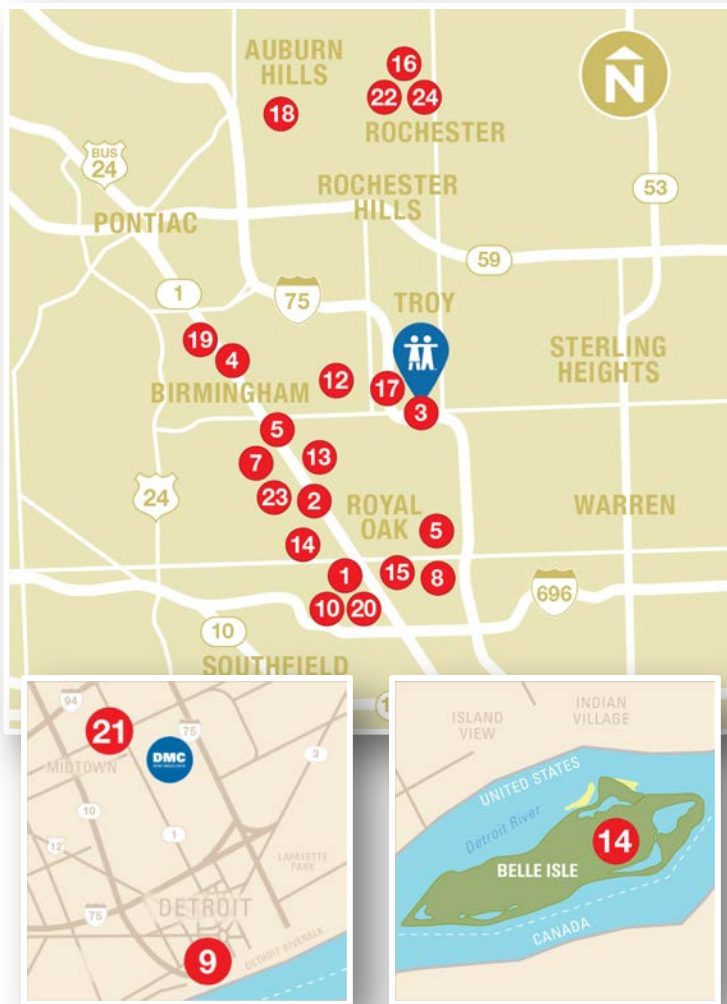 AUBURN
HILLS
16
N
18
22
24
ROCHESTER
BUS
24
ROCHESTER
HILLS
53
PONTIAC
59
1
75
TROY
19
4
STERLING
HEIGHTS
12
17
BIRMINGHAM
3
5
13
7
24
23
2
ROYAL
OAK
5
WARREN
14
1
15
8
696
10
20
10
SOUTHFIELD
94
21
75
DMC
MIDTOWN
3
10
1
12
LAFAYETTE
PARK
75
DETROIT
DETROIT RIVERWALK
9
ISLAND
VIEW
INDIAN
VILLAGE
UNITED STATES
Detroit River
14
BELLE ISLE
CANADA